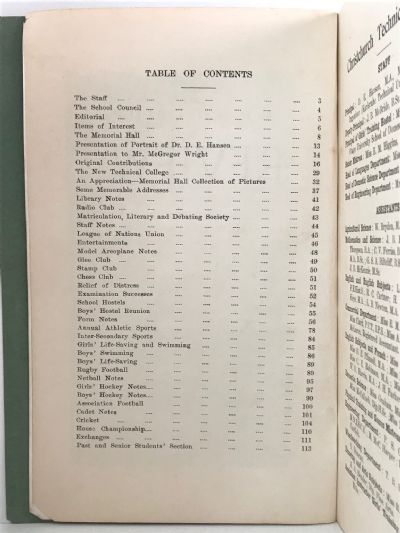 TABLE OF CONTENTS
The Staff .... .... .... .... .... .... .... 3
The School Council .... .... .... .... .... .... 4
Editorial .... .... .... .... .... .... .... 5
Items of Interest .... .... .... .... .... .... 6
The Memorial Hall .... .... .... .... .... .... 8
Presentation of Portrait of Dr. D. E. Hansen .... .... .... 13
Presentation to Mr. McGregor Wright .... .... .... .... 14
Original Contributions .... .... .... .... .... 16
The New Technical College .... .... .... .... .... 29
An Appreciation—Memorial Hall Collection of Pictures .... .... 32
Some Memorable Addresses .... .... .... .... .... 37
Library Notes .... .... .... .... .... .... 41
Radio Club .... .... .... .... .... .... .... 42
Matriculation, Literary and Debating Society .... .... .... 43
Staff Notes .... .... .... .... .... .... .... 44
League of Nations Union .... .... .... .... .... 45
Entertainments .... .... .... .... .... .... 46
Model Aeroplane Notes .... .... .... .... .... 48
Glee Club .... .... .... .... .... .... .... 49
Stamp Club .... .... .... .... .... .... .... 50
Chess Club .... .... .... .... .... .... .... 51
Relief of Distress .... .... .... .... .... .... 51
Examination Successes .... .... .... .... .... 52
School Hostels .... .... .... .... .... .... 54
Boys' Hostel Reunion .... .... .... .... .... 55
Form Notes .... .... .... .... .... .... .... 56
Annual Athletic Sports .... .... .... .... .... 78
Inter-Secondary Sports .... .... .... .... .... 84
Girls' Life-Saving and Swimming .... .... .... .... 85
Boys' Swimming .... .... .... .... .... .... 86
Boys' Life-Saving .... .... .... .... .... .... 89
Rugby Football .... .... .... .... .... .... 89
Netball Notes .... .... .... .... .... .... 95
Girls' Hockey Notes.... .... .... .... .... .... 97
Boys' Hockey Notes.... .... .... .... .... .... 99
Association Football .... .... .... .... .... 100
Cadet Notes .... .... .... .... .... .... .... 101
Cricket .... .... .... .... .... .... .... 104
House Championship.... .... .... .... .... .... 110
Exchanges .... .... .... .... .... .... .... 111
Past and Senior Students' Section .... .... .... .... 113
Christchurch Technic
STAFF
ASSISTANTS